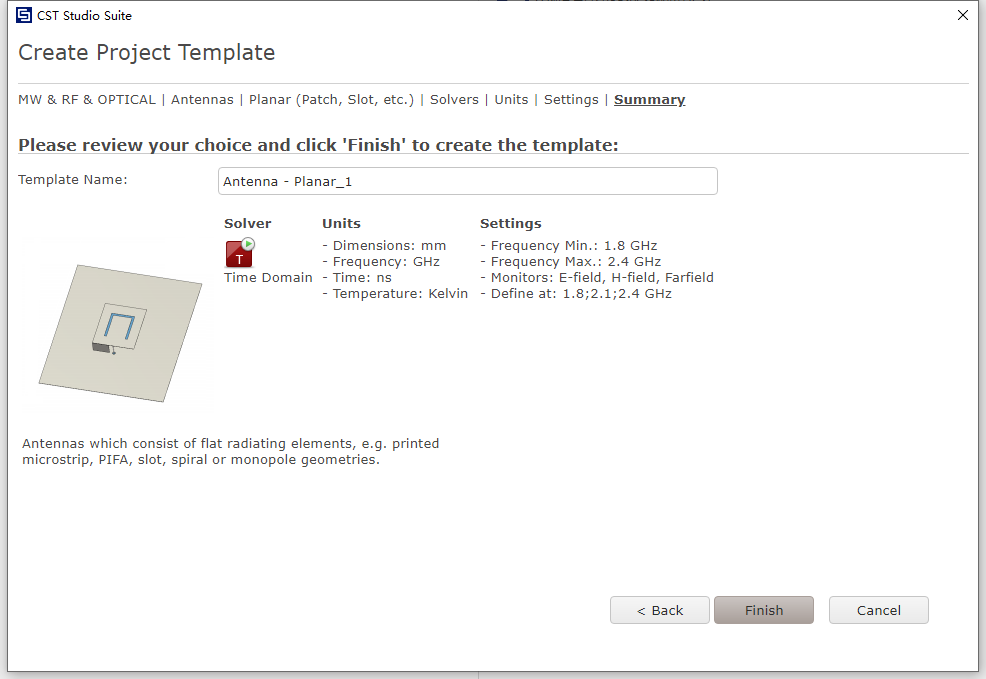 CST Studio Suite
Create Project Template
MW & RF & OPTICAL | Antennas | Planar (Patch, Slot, etc.) | Solvers | Units | Settings | Summary
Please review your choice and click 'Finish' to create the template:
Template Name: Antenna - Planar_1
Solver Units Settings
- Dimensions: mm - Frequency Min.: 1.8 GHz
T - Frequency: GHz - Frequency Max.: 2.4 GHz
Time Domain - Time: ns - Monitors: E-field, H-field, Farfield
- Temperature: Kelvin - Define at: 1.8;2.1;2.4 GHz
Antennas which consist of flat radiating elements, e.g. printed
microstrip, PIFA, slot, spiral or monopole geometries.
< Back Finish Cancel